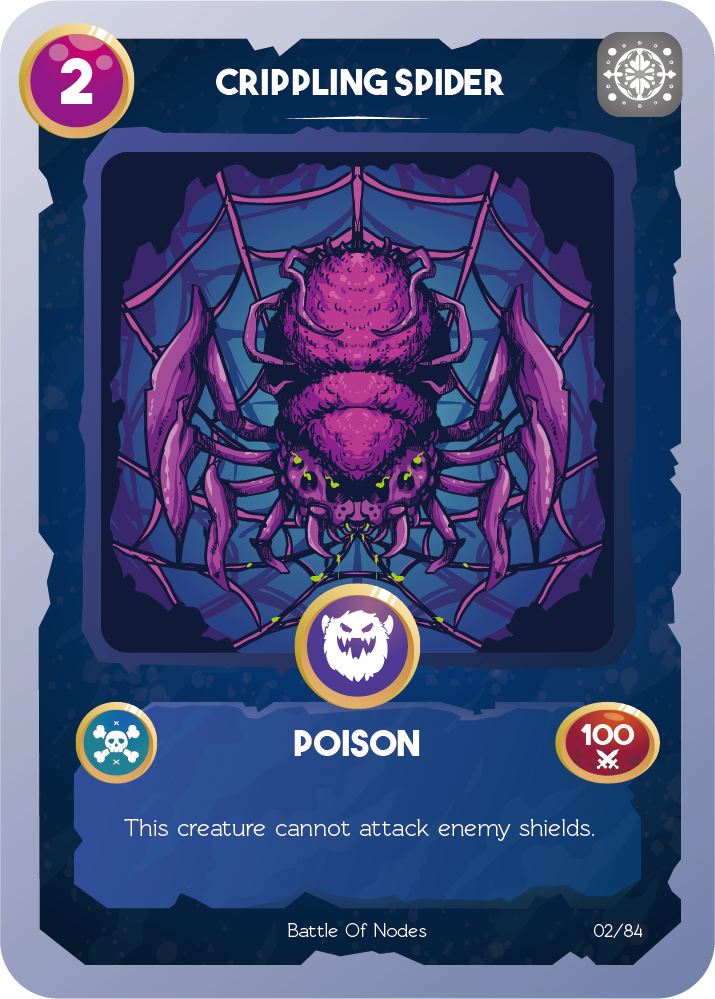 2
CRIPPLING SPIDER
POISON
100
This creature cannot attack enemy shields.
Battle Of Nodes
02/84